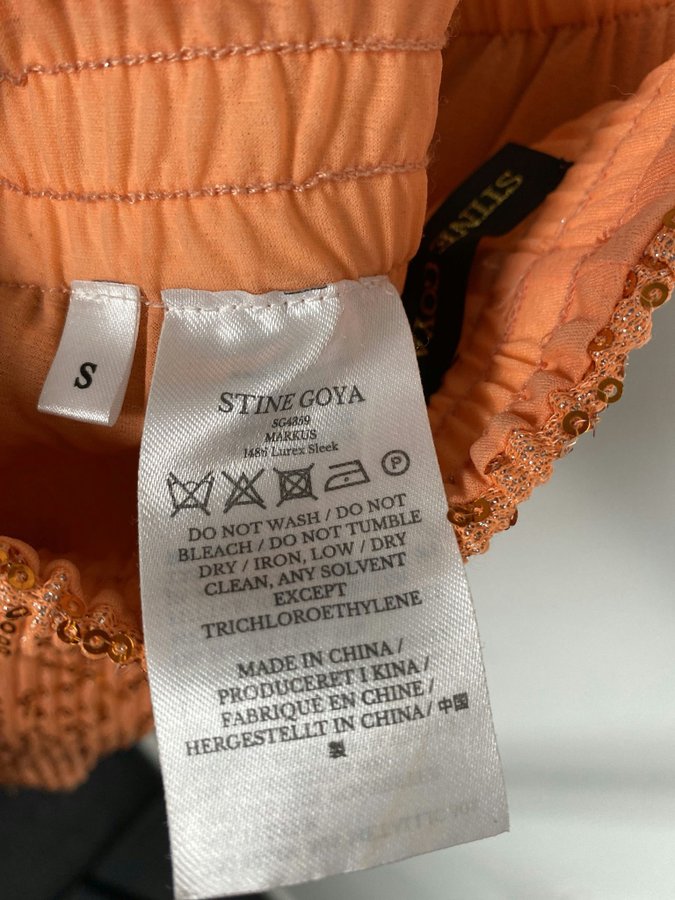 STINE GOYA
S
STINE GOYA
SG4359
MARKUS
1486 Lurex Sleek
P
DO NOT WASH / DO NOT
BLEACH / DO NOT TUMBLE
DRY / IRON, LOW / DRY
CLEAN, ANY SOLVENT
EXCEPT
TRICHLOROETHYLENE
MADE IN CHINA /
PRODUCERET I KINA /
FABRIQUE EN CHINE /
HERGESTELLT IN CHINA / 中国
製